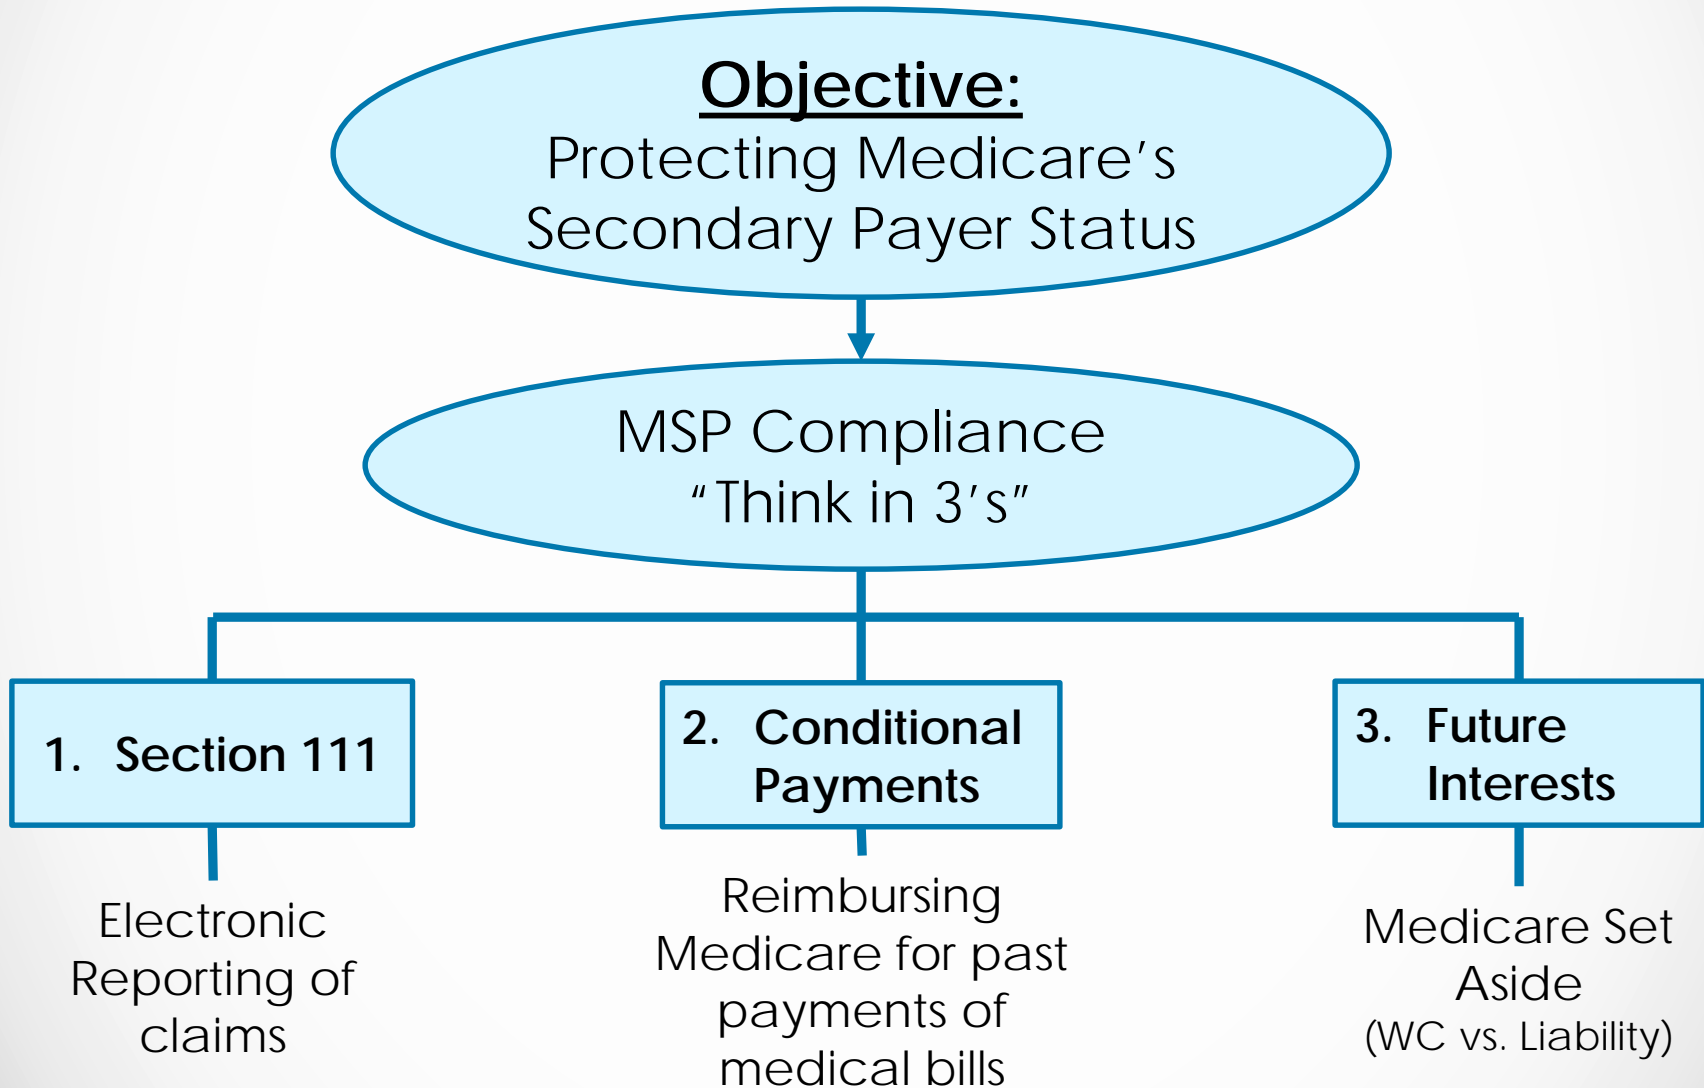 Objective:
Protecting Medicare’s
Secondary Payer Status
MSP Compliance
“Think in 3’s”
1. Section 111
Electronic
Reporting of
claims
2. Conditional
Payments
Reimbursing
Medicare for past
payments of
medical bills
3. Future
Interests
Medicare Set
Aside
(WC vs. Liability)